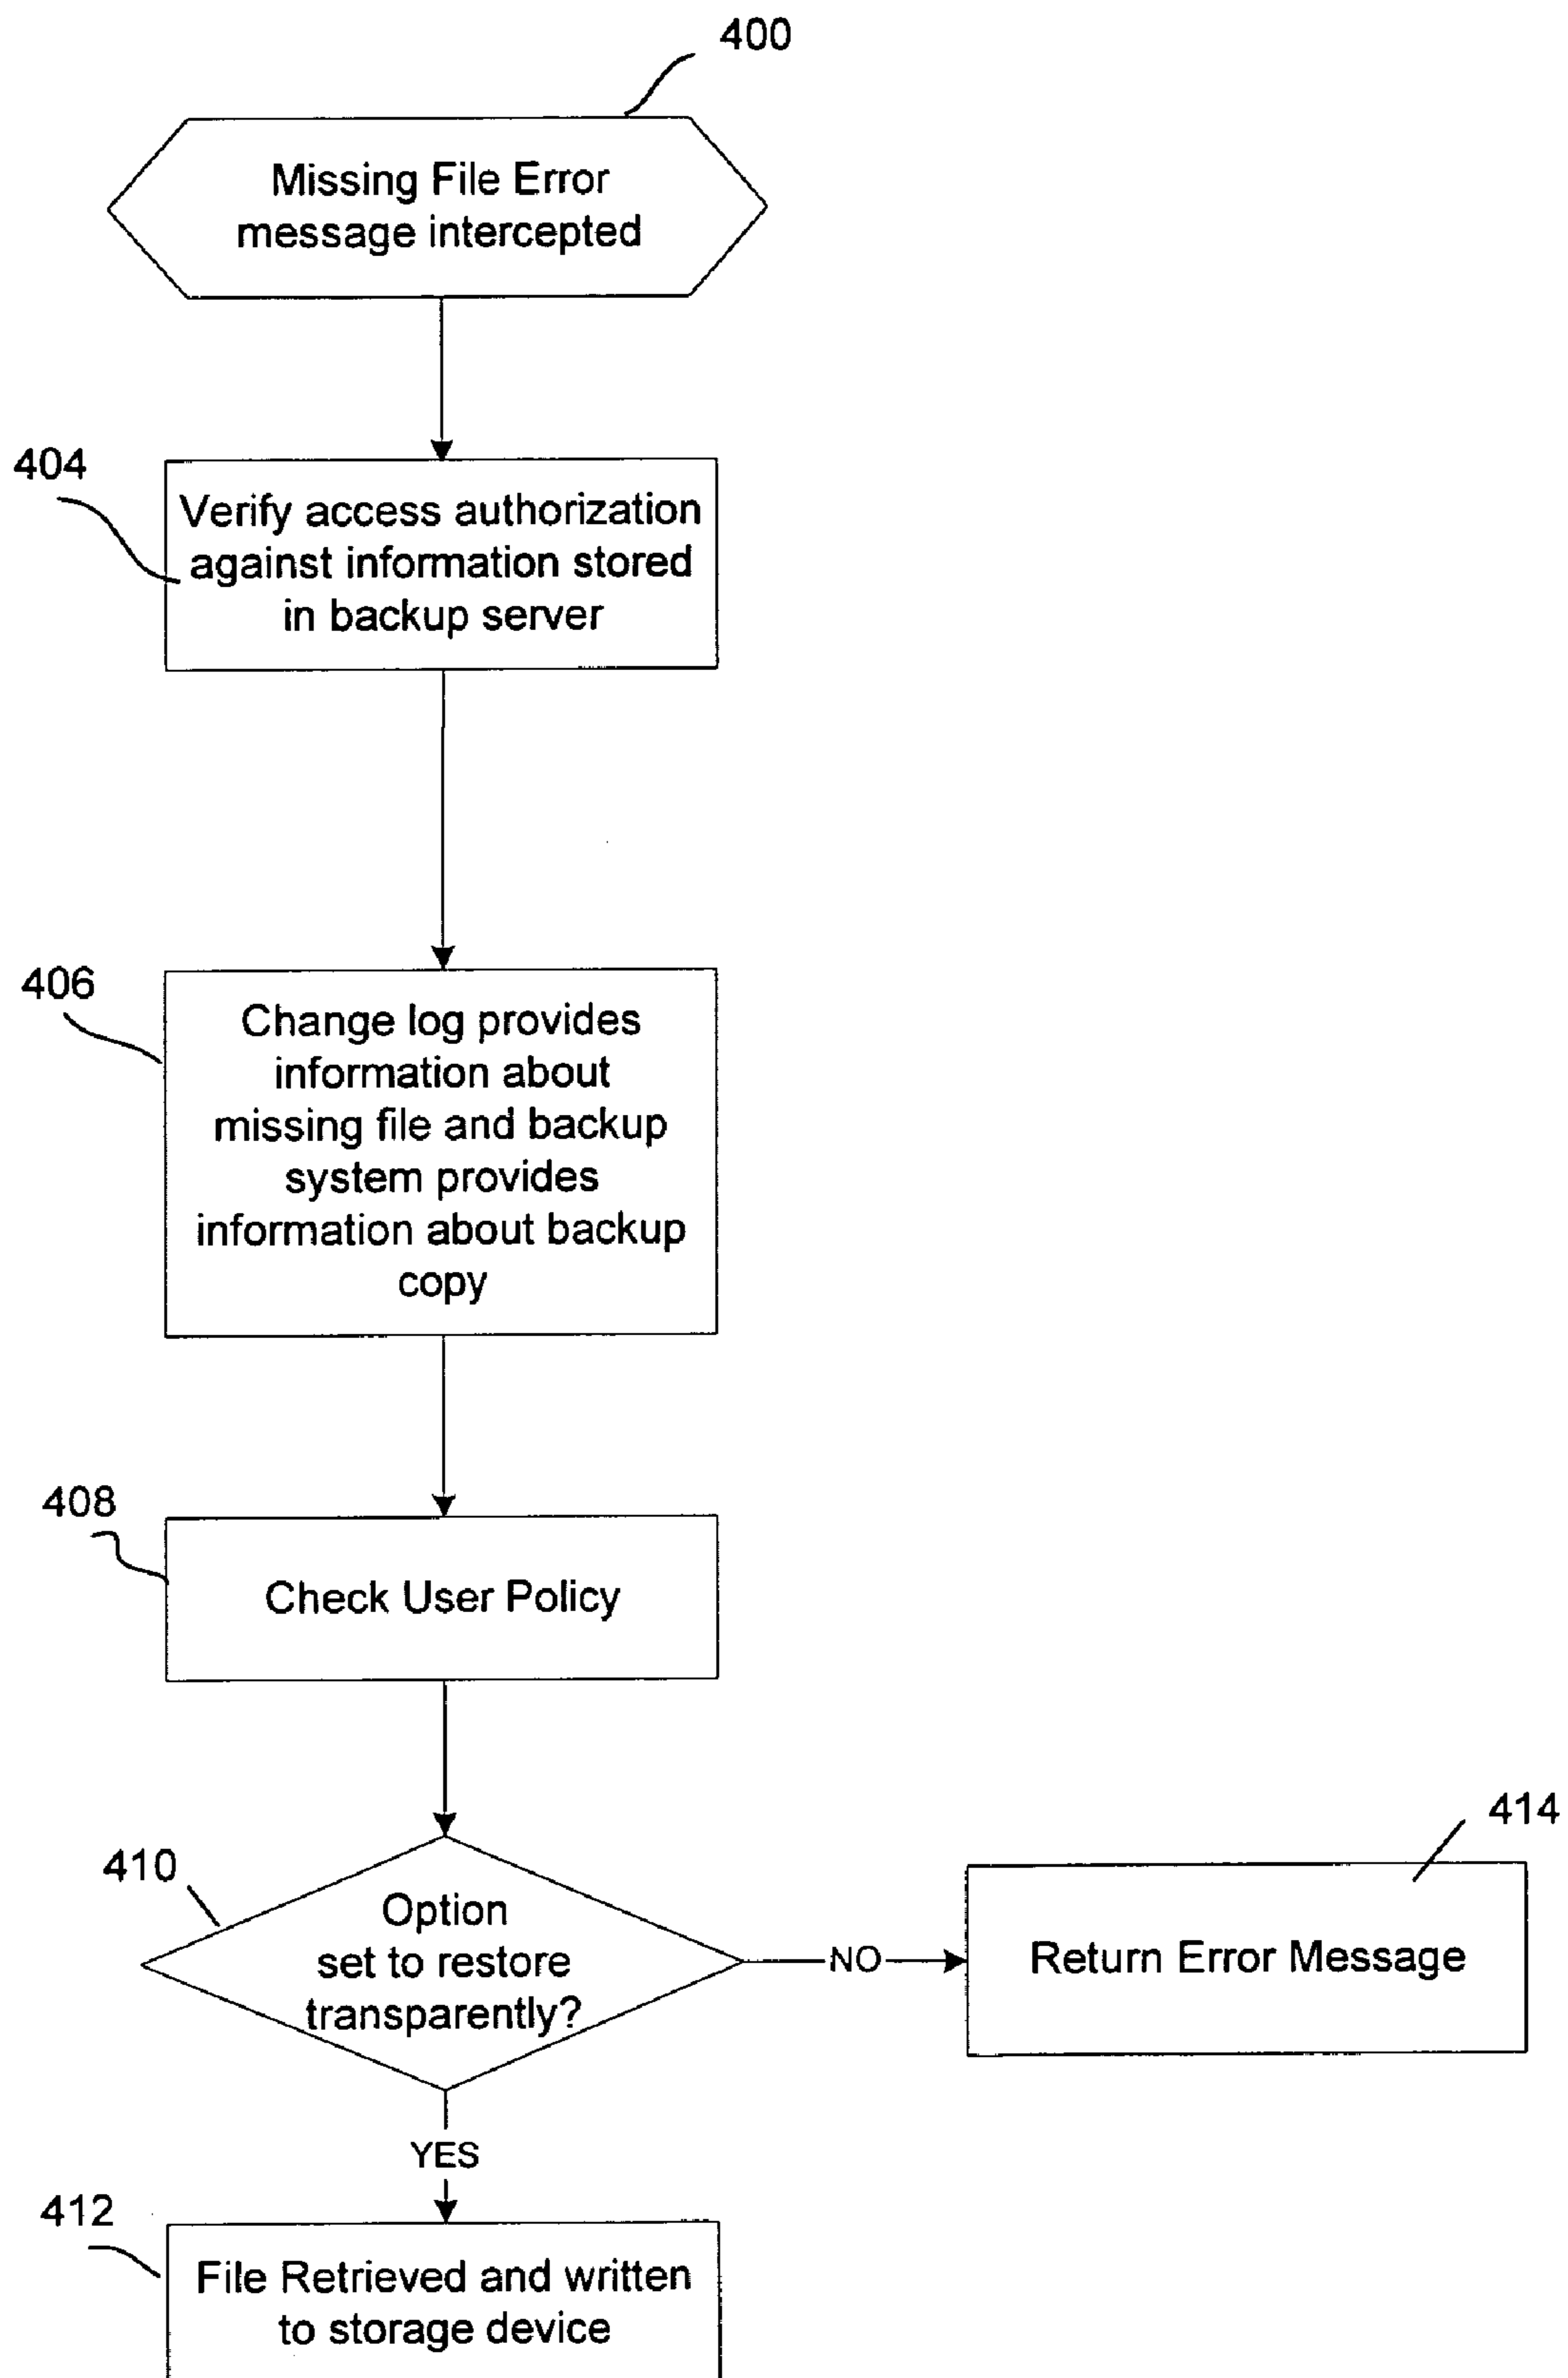 400
Missing File Error
message intercepted
404
Verify access authorization
against information stored
in backup server
406
Change log provides
information about
missing file and backup
system provides
information about backup
copy
408
Check User Policy
410
Option
set to restore
transparently?
NO
414
Return Error Message
YES
412
File Retrieved and written
to storage device